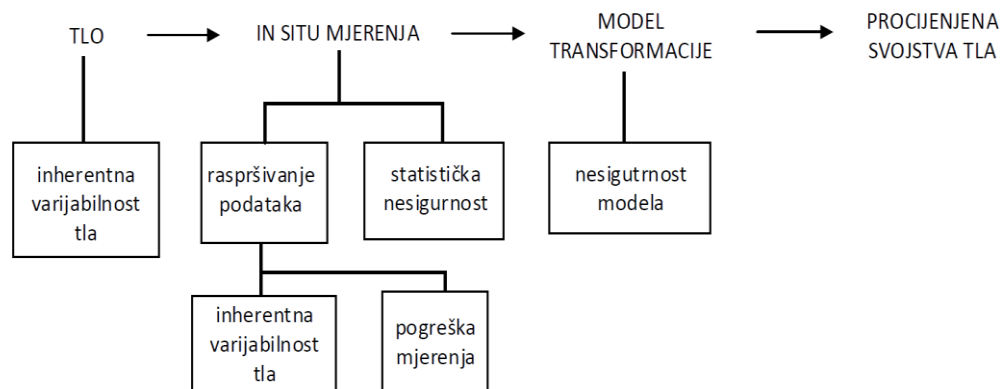 TLO
IN SITU MJERENJA
MODEL
TRANSFORMACIJE
PROCIJENJENA
SVOJSTVA TLA
inherentna
varijabilnost
tla
raspršivanje
podataka
statistička
nesigurnost
nesigutrnost
modela
inherentna
varijabilnost
tla
pogreška
mjerenja